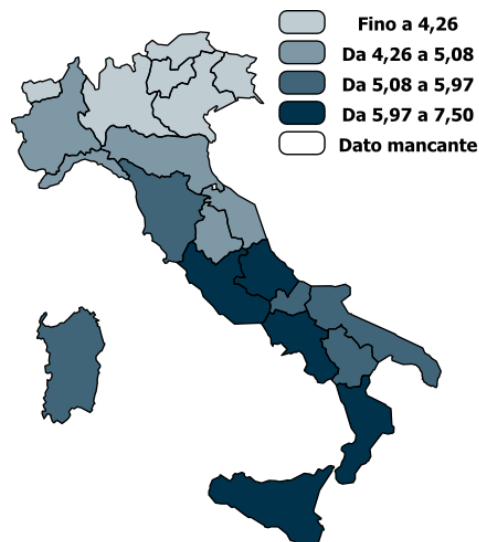 Fino a 4,26
Da 4,26 a 5,08
Da 5,08 a 5,97
Da 5,97 a 7,50
Dato mancante